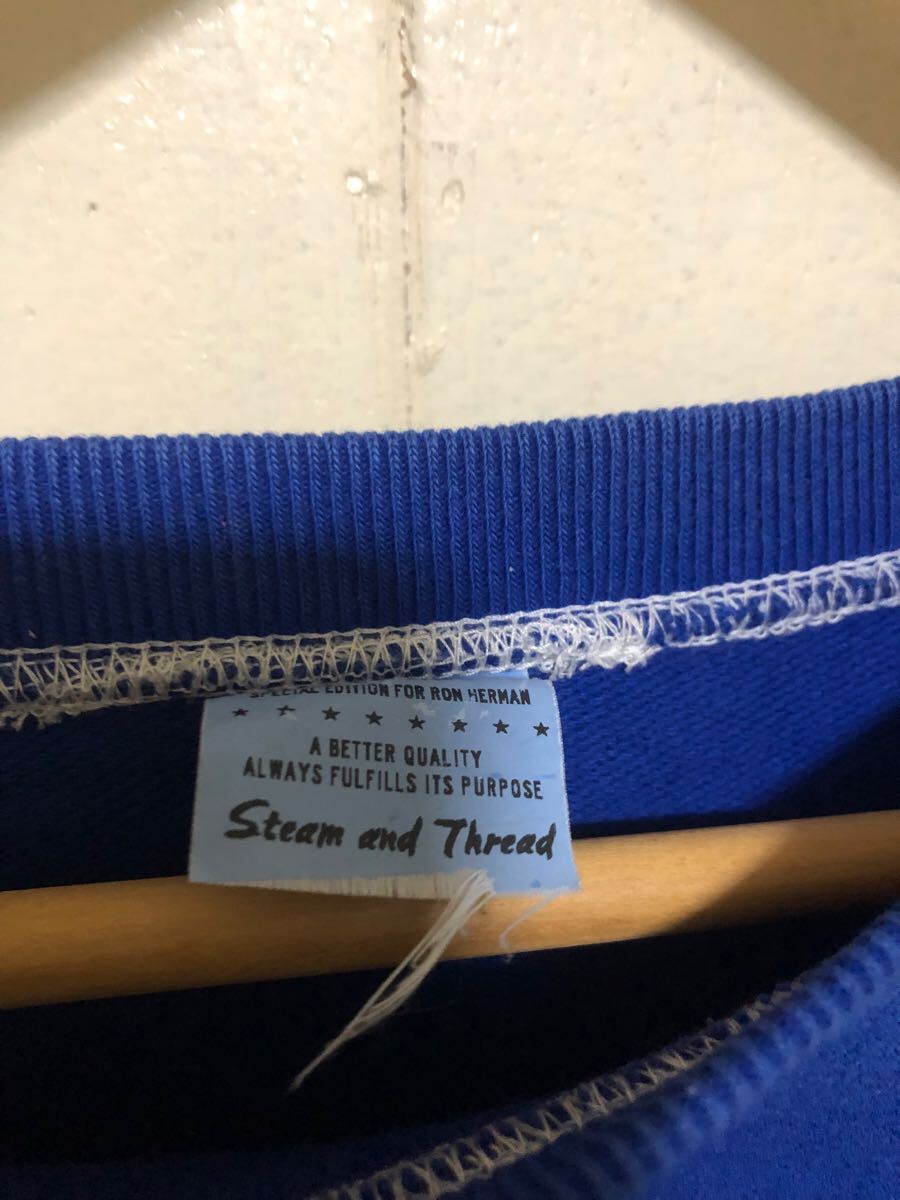 SPECIAL EDITION FOR RON HERMAN
A BETTER QUALITY
ALWAYS FULFILLS ITS PURPOSE
Steam and Thread